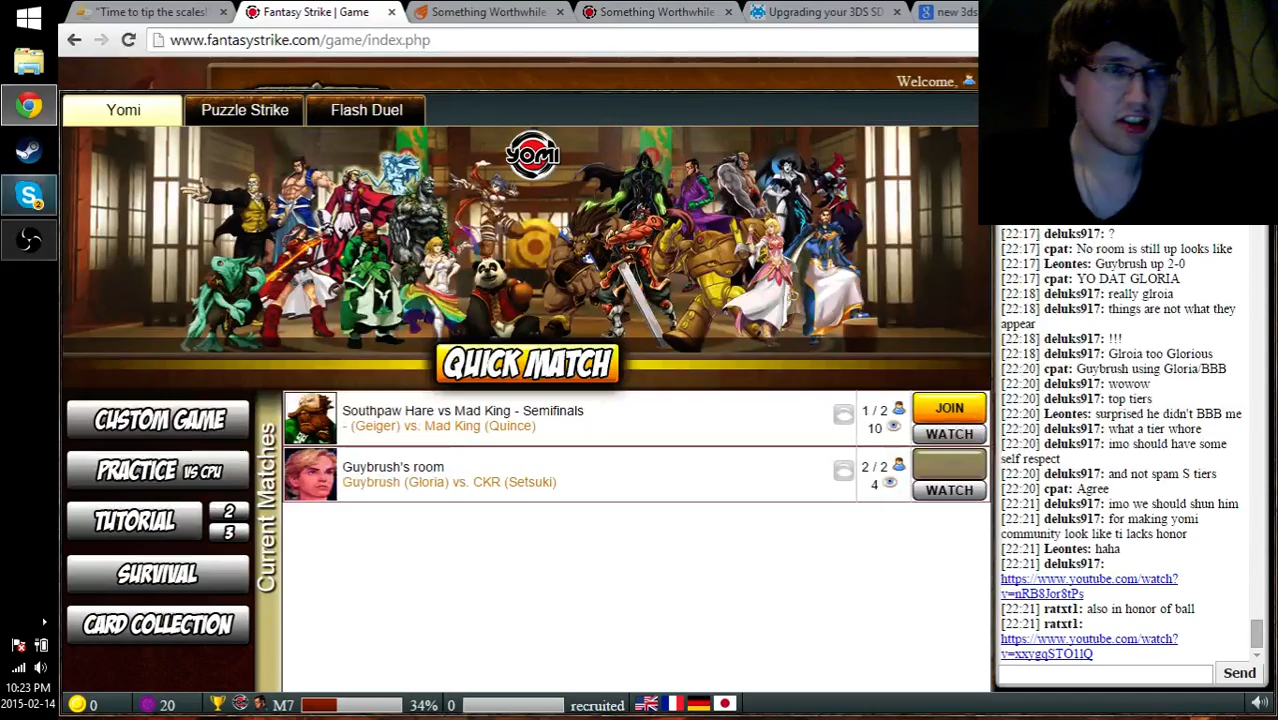 "Time to tip the scales!"
Fantasy Strike | Game
Something Worthwhile
Something Worthwhile
Upgrading your 3DS SD
new 3ds
www.fantasystrike.com/game/index.php
Welcome,
Yomi
Puzzle Strike
Flash Duel
YOMI
QUICK MATCH
CUSTOM GAME
PRACTICE VS CPU
TUTORIAL
2
3
SURVIVAL
CARD COLLECTION
Current Matches
Southpaw Hare vs Mad King - Semifinals
- (Geiger) vs. Mad King (Quince)
1 / 2
10
JOIN
WATCH
Guybrush's room
Guybrush (Gloria) vs. CKR (Setsuki)
2 / 2
4
WATCH
[22:17] deluks917: ?
[22:17] cpat: No room is still up looks like
[22:17] Leontes: Guybrush up 2-0
[22:17] cpat: YO DAT GLORIA
[22:18] deluks917: really glroia
[22:18] deluks917: things are not what they
appear
[22:18] deluks917: !!!
[22:18] deluks917: Glroia too Glorious
[22:20] cpat: Guybrush using Gloria/BBB
[22:20] deluks917: wowow
[22:20] deluks917: top tiers
[22:20] Leontes: surprised he didn't BBB me
[22:20] deluks917: what a tier whore
[22:20] deluks917: imo should have some
self respect
[22:20] deluks917: and not spam S tiers
[22:20] cpat: Agree
[22:21] deluks917: imo we should shun him
[22:21] deluks917: for making yomi
community look like ti lacks honor
[22:21] Leontes: haha
[22:21] deluks917:
https://www.youtube.com/watch?
v=nRB8Jor8tPs
[22:21] ratxt1: also in honor of ball
[22:21] ratxt1:
https://www.youtube.com/watch?
v=xxygqSTO1lQ
Send
0
20
M7
34%
0
recruited
10:23 PM
2015-02-14
2